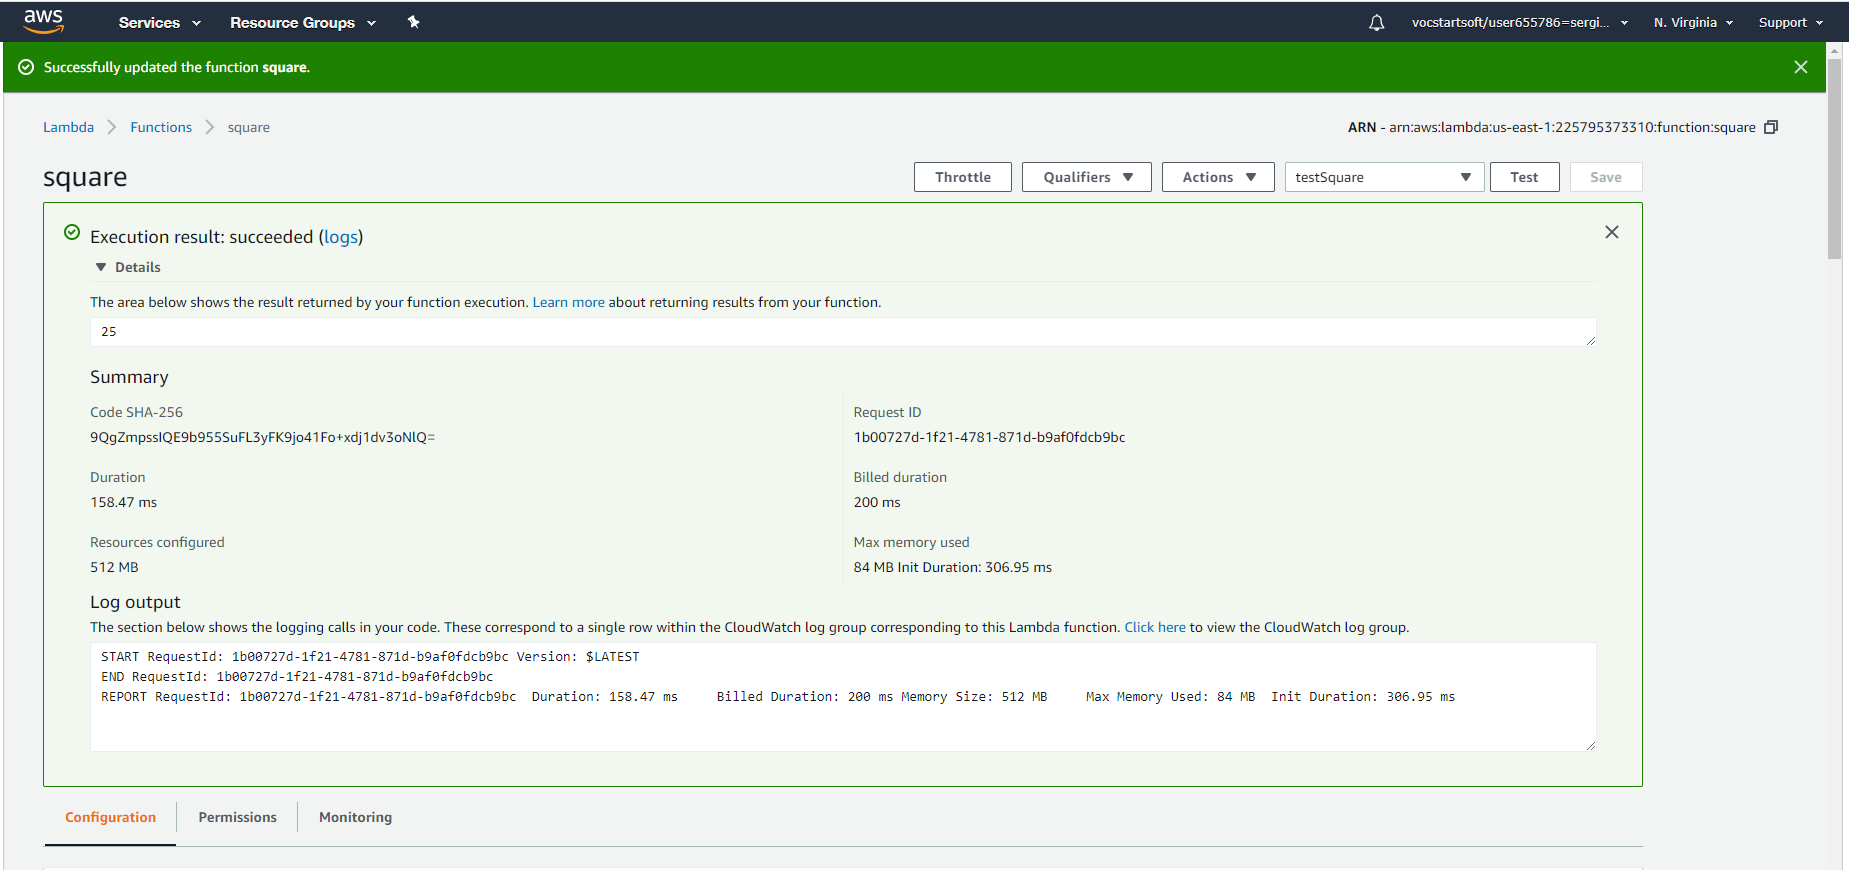 aws Services Resource Groups vocstartsoft/user655786=sergi... N. Virginia Support
Successfully updated the function square.
Lambda Functions square ARN - arn:aws:lambda:us-east-1:225795373310:function:square
square Throttle Qualifiers Actions testSquare Test Save
Execution result: succeeded (logs)
Details
The area below shows the result returned by your function execution. Learn more about returning results from your function.
25
Summary
Code SHA-256
9QgZmpssIQE9b955SuFL3yFK9jo41Fo+xdj1dv3oNlQ=
Request ID
1b00727d-1f21-4781-871d-b9af0fdcb9bc
Duration
158.47 ms
Billed duration
200 ms
Resources configured
512 MB
Max memory used
84 MB Init Duration: 306.95 ms
Log output
The section below shows the logging calls in your code. These correspond to a single row within the CloudWatch log group corresponding to this Lambda function. Click here to view the CloudWatch log group.
START RequestId: 1b00727d-1f21-4781-871d-b9af0fdcb9bc Version: $LATEST
END RequestId: 1b00727d-1f21-4781-871d-b9af0fdcb9bc
REPORT RequestId: 1b00727d-1f21-4781-871d-b9af0fdcb9bc Duration: 158.47 ms Billed Duration: 200 ms Memory Size: 512 MB Max Memory Used: 84 MB Init Duration: 306.95 ms
Configuration Permissions Monitoring